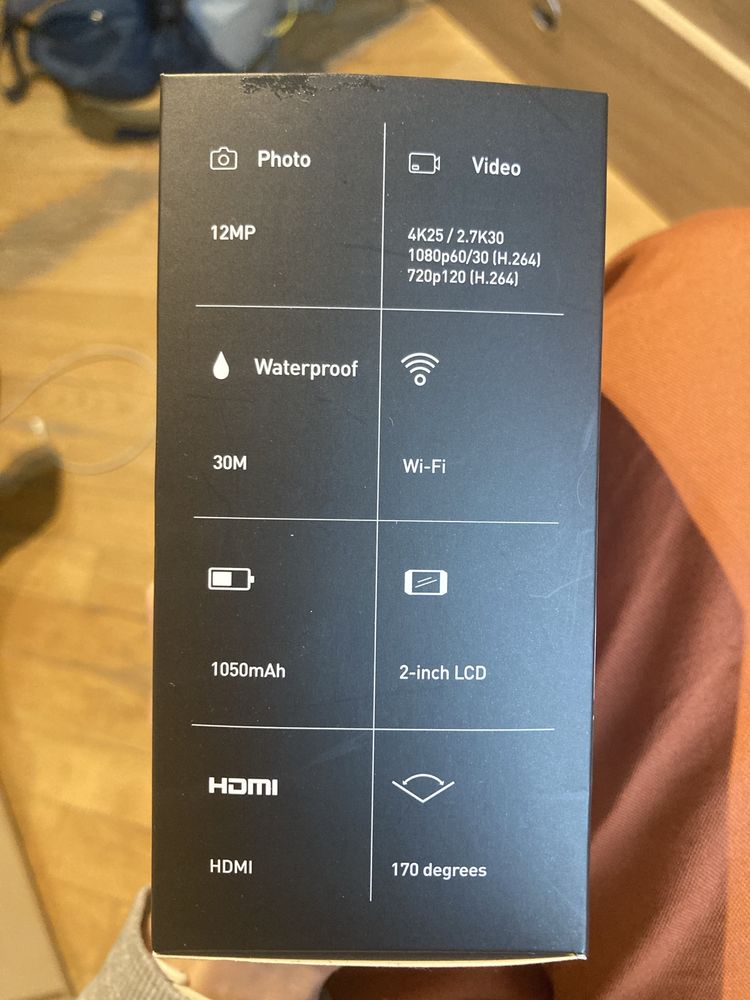 Photo
12MP
Video
4K25 / 2.7K30
1080p60/30 (H.264)
720p120 (H.264)
Waterproof
30M
Wi-Fi
1050mAh
2-inch LCD
HDMI
HDMI
170 degrees